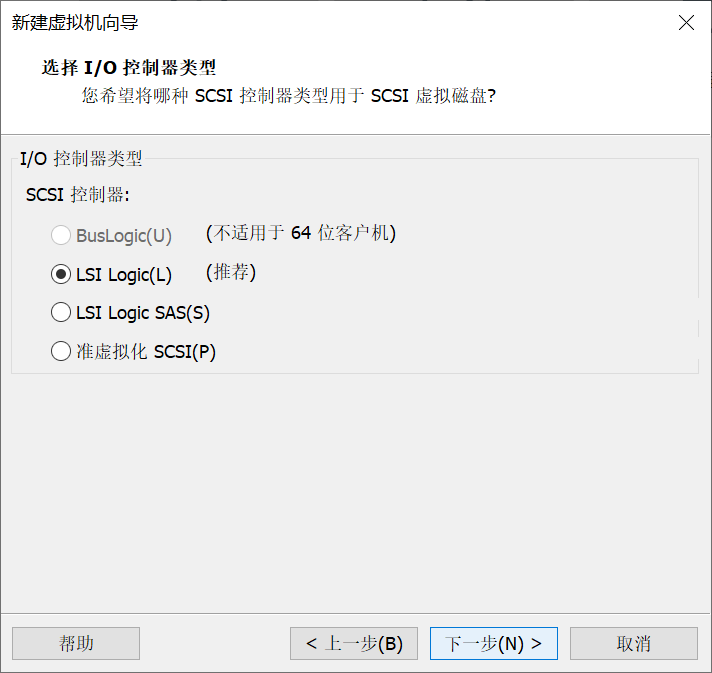 新建虚拟机向导
选择 I/O 控制器类型
您希望将哪种 SCSI 控制器类型用于 SCSI 虚拟磁盘?
I/O 控制器类型
SCSI 控制器:
BusLogic(U) (不适用于 64 位客户机)
LSI Logic(L) (推荐)
LSI Logic SAS(S)
准虚拟化 SCSI(P)
帮助 < 上一步(B) 下一步(N) > 取消